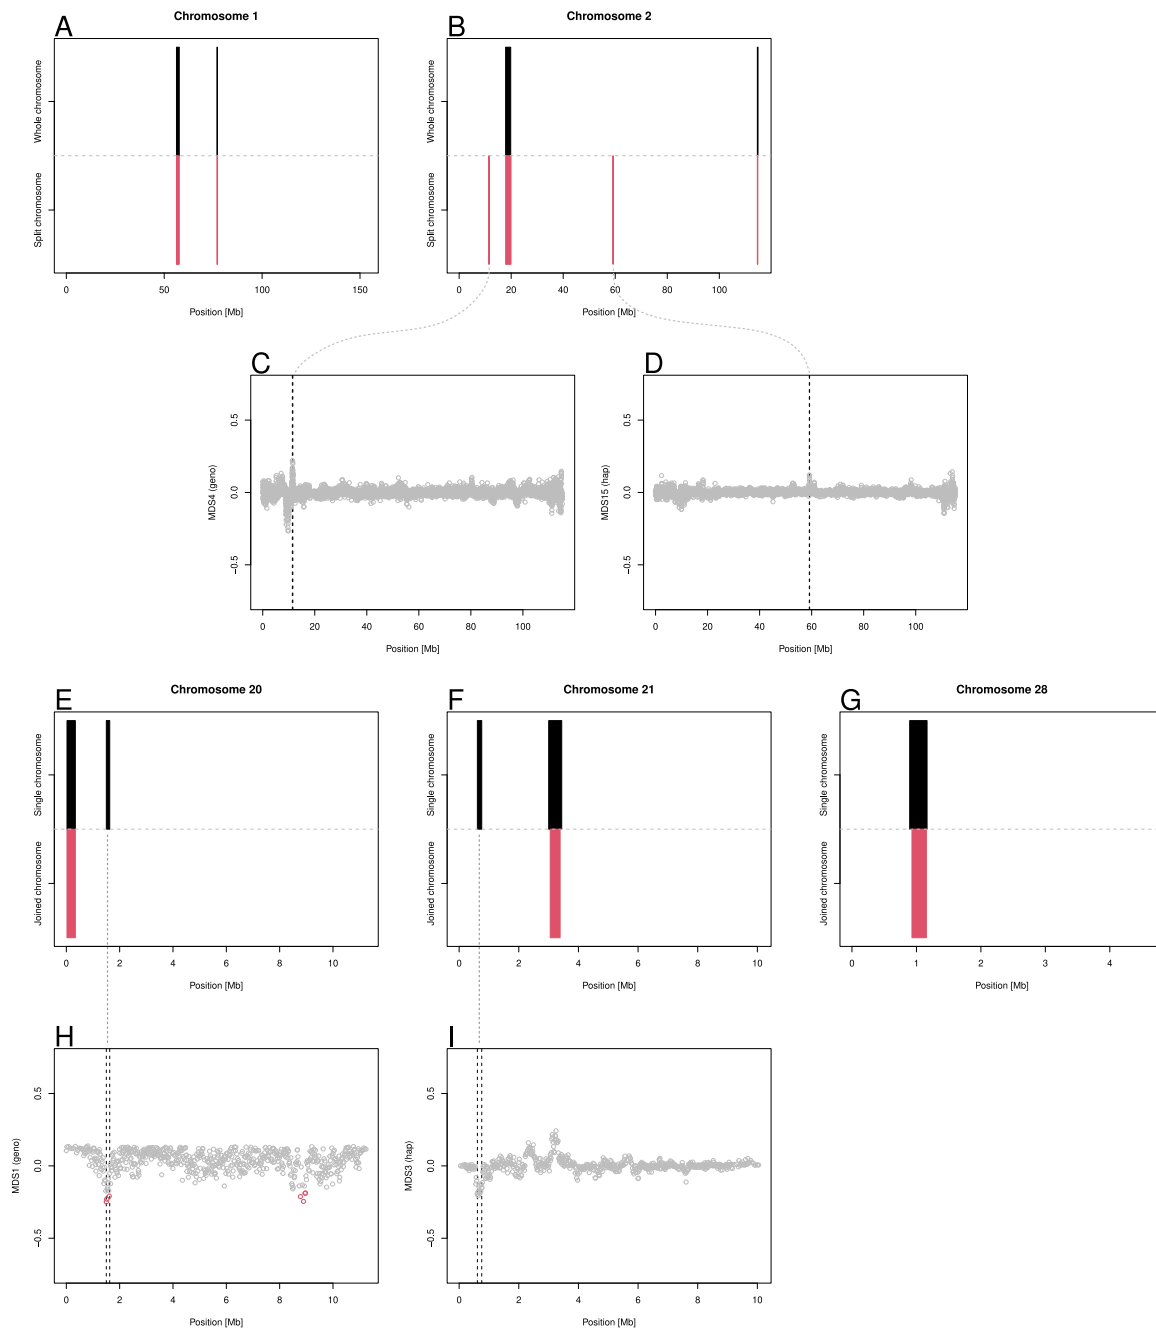 A
Chromosome 1
Whole chromosome
Split chromosome
0 50 100 150
Position [Mb]
B
Chromosome 2
Whole chromosome
Split chromosome
0 20 40 60 80 100
Position [Mb]
C
MDS4 (geno)
0.5
0.0
−0.5
0 20 40 60 80 100
Position [Mb]
D
MDS15 (hap)
0.5
0.0
−0.5
0 20 40 60 80 100
Position [Mb]
E
Chromosome 20
Single chromosome
Joined chromosome
0 2 4 6 8 10
Position [Mb]
F
Chromosome 21
Single chromosome
Joined chromosome
0 2 4 6 8 10
Position [Mb]
G
Chromosome 28
Single chromosome
Joined chromosome
0 1 2 3 4
Position [Mb]
H
MDS1 (geno)
0.5
0.0
−0.5
0 2 4 6 8 10
Position [Mb]
I
MDS3 (hap)
0.5
0.0
−0.5
0 2 4 6 8 10
Position [Mb]